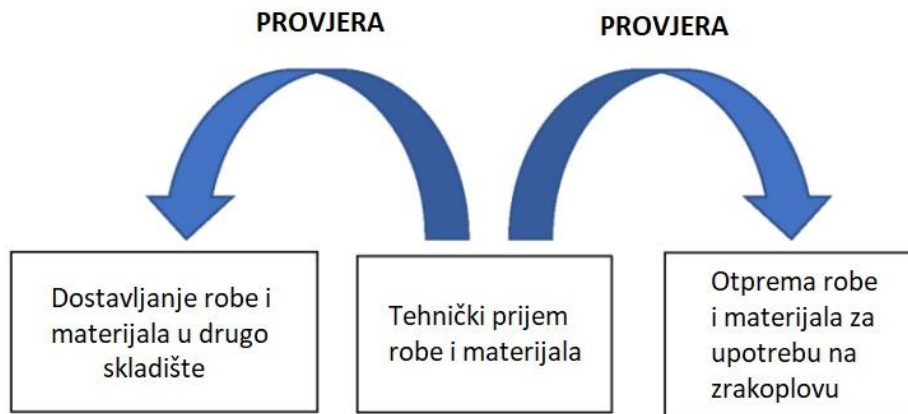 PROVJERA
PROVJERA
Dostavljanje robe i
materijala u drugo
skladište
Tehnički prijem
robe i materijala
Otprema robe
i materijala za
upotrebu na
zrakoplovu